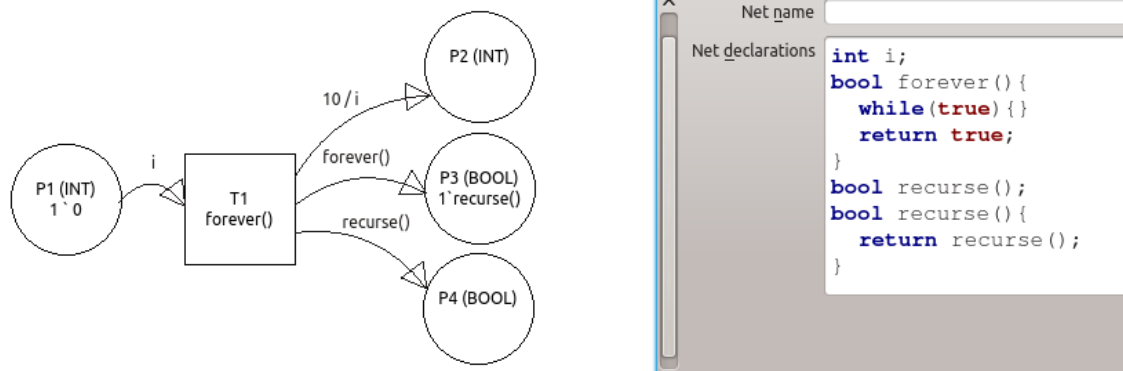 P1 (INT)
1`0
i
T1
forever()
10 / i
P2 (INT)
forever()
P3 (BOOL)
1`recurse()
recurse()
P4 (BOOL)
Net name
Net declarations
int i;
bool forever(){
while(true){}
return true;
}
bool recurse();
bool recurse(){
return recurse();
}